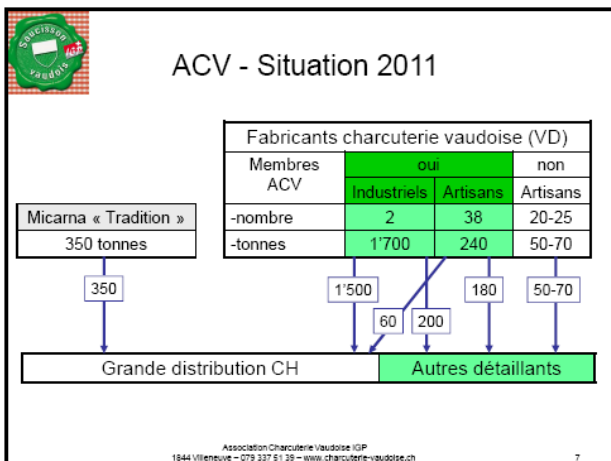 Saucisson
IGP
vaudois
ACV - Situation 2011
Fabricants charcuterie vaudoise (VD)
Membres ACV oui non
Industriels Artisans Artisans
Micarna « Tradition » -nombre 2 38 20-25
350 tonnes -tonnes 1'700 240 50-70
350 1'500 180 50-70
60 200
Grande distribution CH Autres détaillants
Association Charcuterie Vaudoise IGP
1844 Villeneuve – 079 337 51 39 – www.charcuterie-vaudoise.ch 7